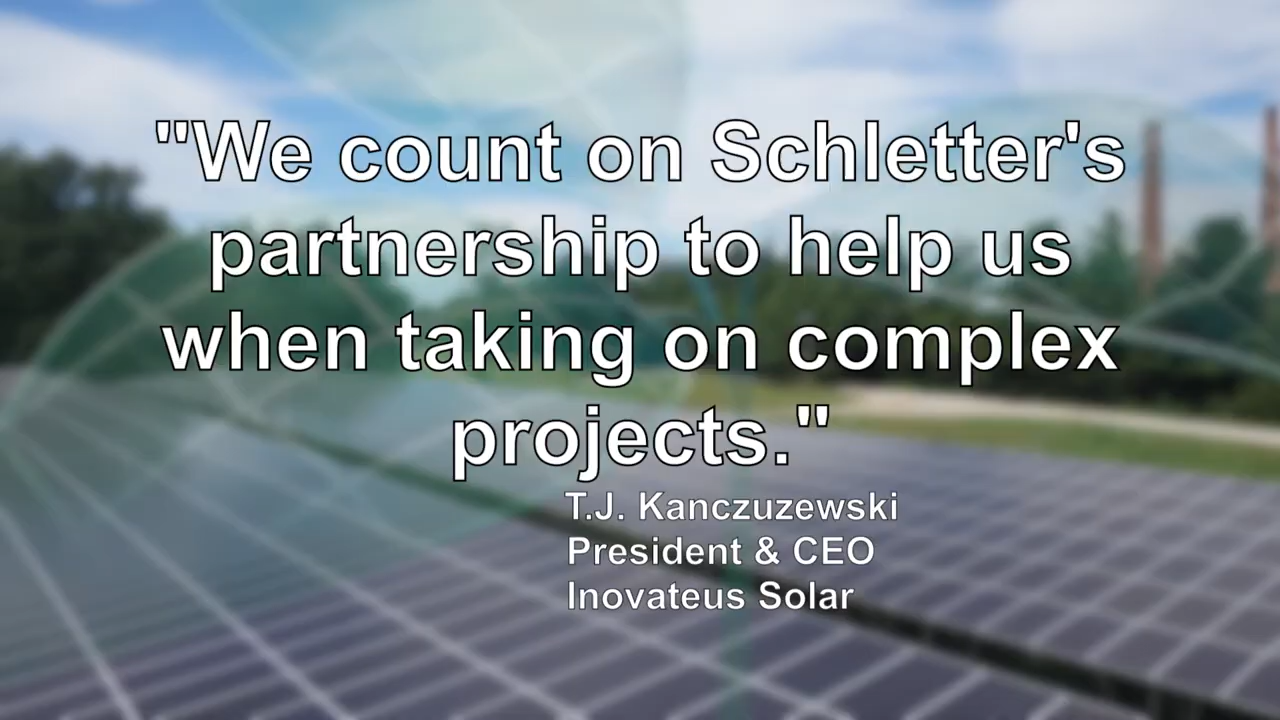 "We count on Schletter's
partnership to help us
when taking on complex
projects."
T.J. Kanczuzewski
President & CEO
Inovateus Solar